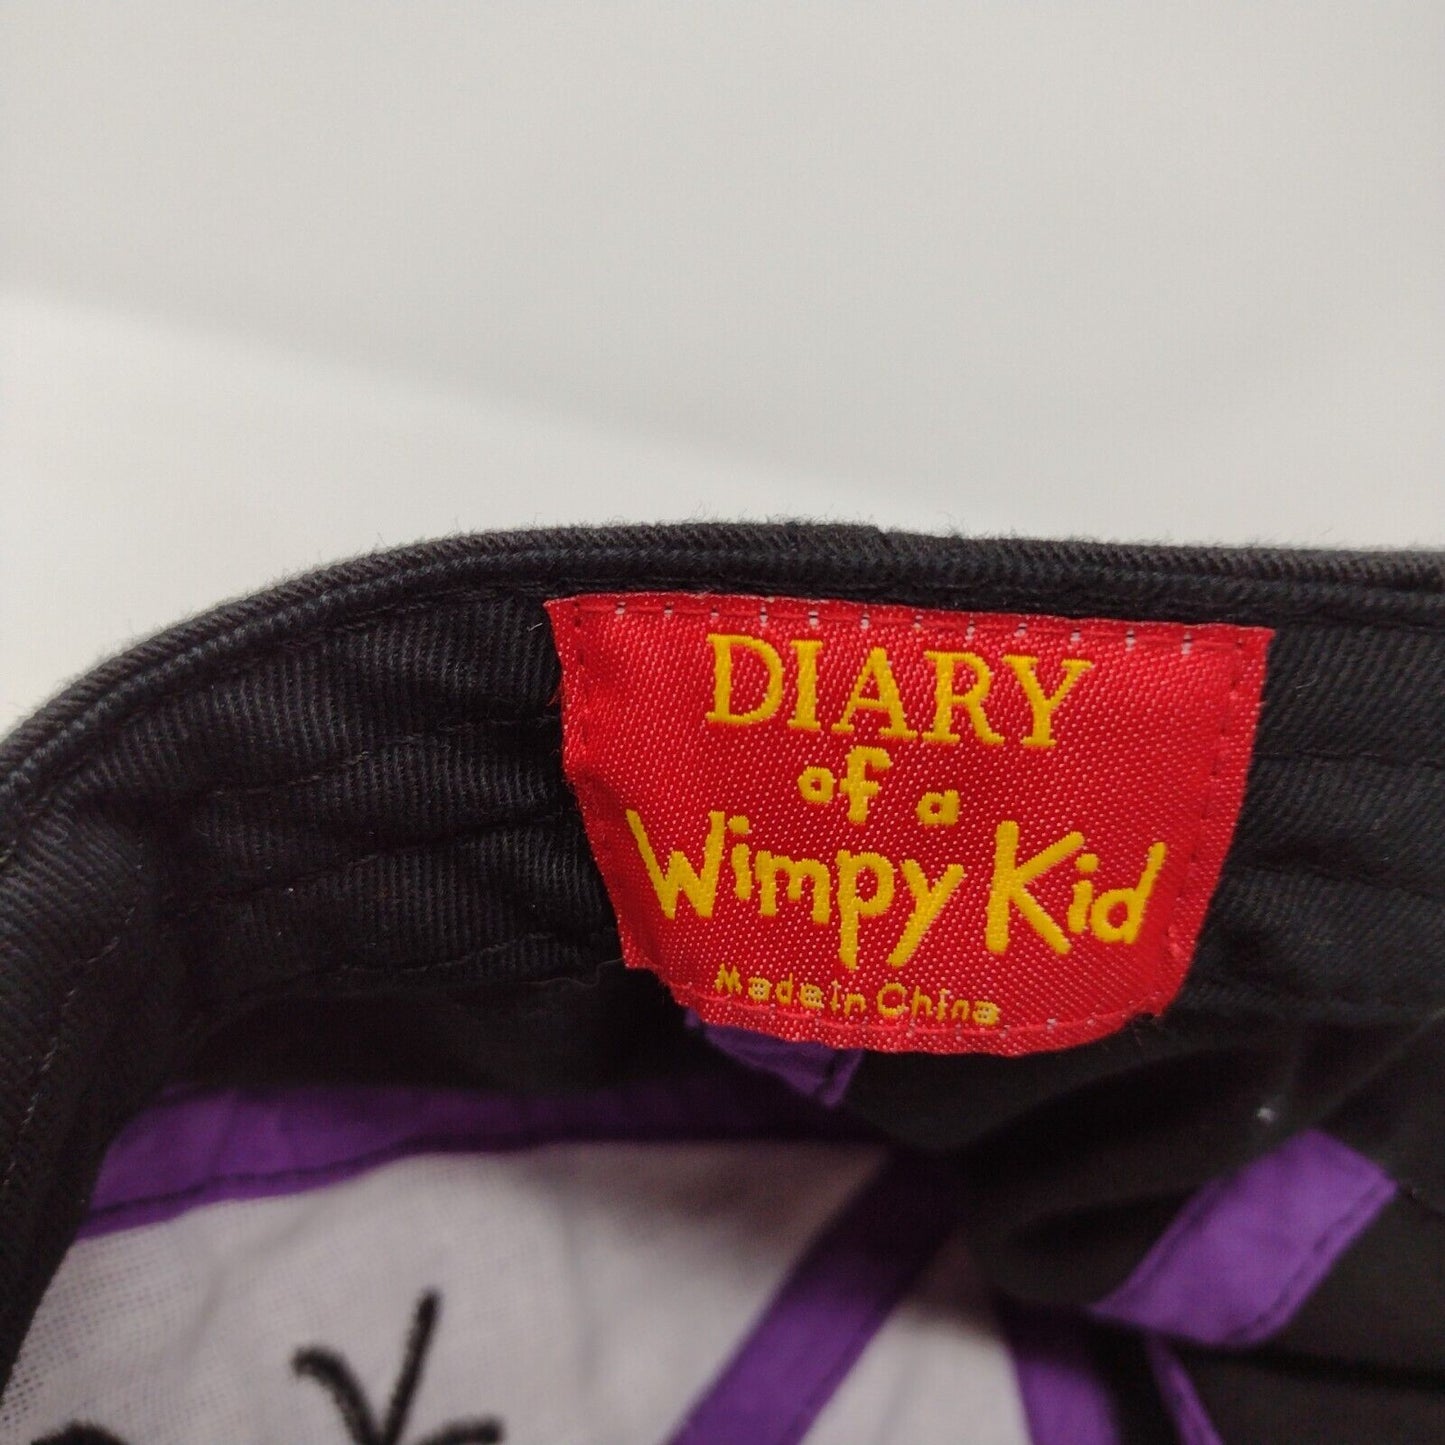 DIARY
of a
Wimpy Kid
Made in China